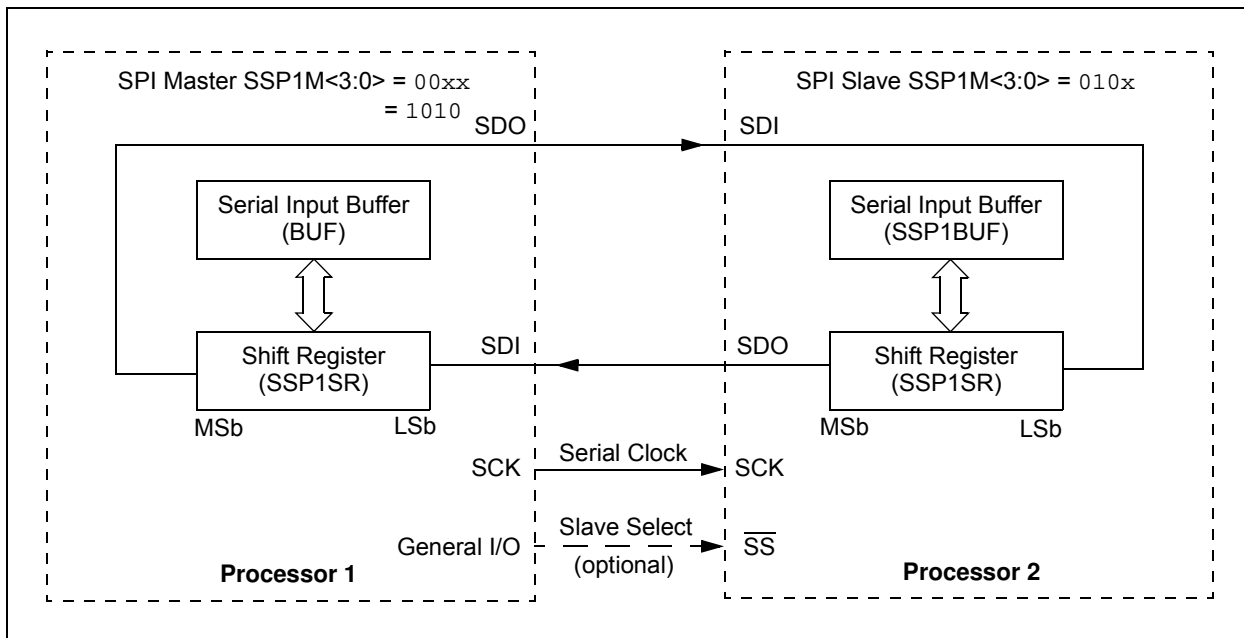 SPI Master SSP1M<3:0> = 00xx
= 1010
SDO
Serial Input Buffer
(BUF)
Shift Register
(SSP1SR)
MSb
LSb
SDI
SCK
General I/O
Processor 1
Serial Clock
Slave Select
(optional)
SPI Slave SSP1M<3:0> = 010x
SDI
Serial Input Buffer
(SSP1BUF)
SDO
Shift Register
(SSP1SR)
MSb
LSb
SCK
SS
Processor 2